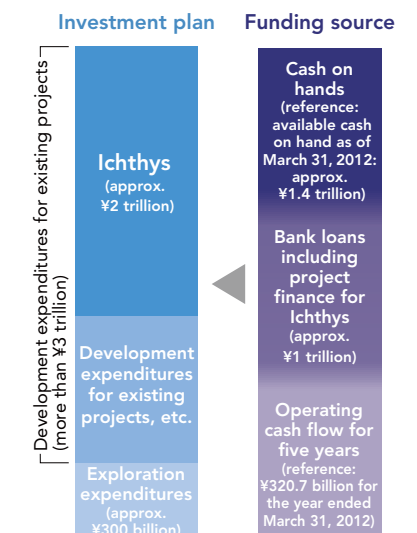 Investment plan
Funding source
Development expenditures for existing projects
(more than ¥3 trillion)
Ichthys
(approx.
¥2 trillion)
Development
expenditures
for existing
projects, etc.
Exploration
expenditures
(approx.
¥300 billion)
Cash on
hands
(reference:
available cash
on hand as of
March 31, 2012:
approx.
¥1.4 trillion)
Bank loans
including
project
finance for
Ichthys
(approx.
¥1 trillion)
Operating
cash flow for
five years
(reference:
¥320.7 billion for
the year ended
March 31, 2012)